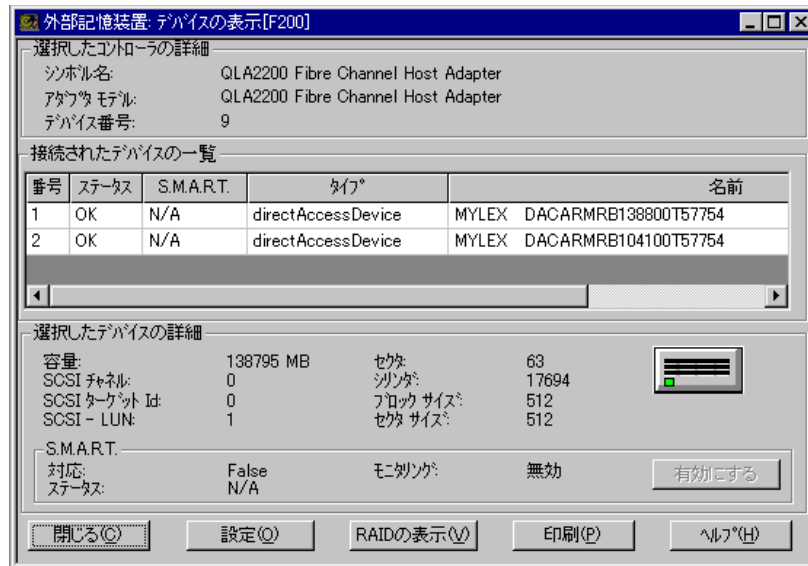 外部記憶装置: デバイスの表示[F200]
選択したコントローラの詳細
シンボル名: QLA2200 Fibre Channel Host Adapter
アダプタ モデル: QLA2200 Fibre Channel Host Adapter
デバイス番号: 9
接続されたデバイスの一覧
番号 ステータス S.M.A.R.T. タイプ 名前
1 OK N/A directAccessDevice MYLEX DACARMRB138800T57754
2 OK N/A directAccessDevice MYLEX DACARMRB104100T57754
選択したデバイスの詳細
容量: 138795 MB セクタ: 63
SCSI チャネル: 0 シリンダ: 17694
SCSI ターゲット Id: 0 ブロック サイズ: 512
SCSI - LUN: 1 セクタ サイズ: 512
S.M.A.R.T.
対応: False モニタリング: 無効 有効にする
ステータス: N/A
閉じる(C) 設定(O) RAIDの表示(V) 印刷(P) ヘルプ(H)